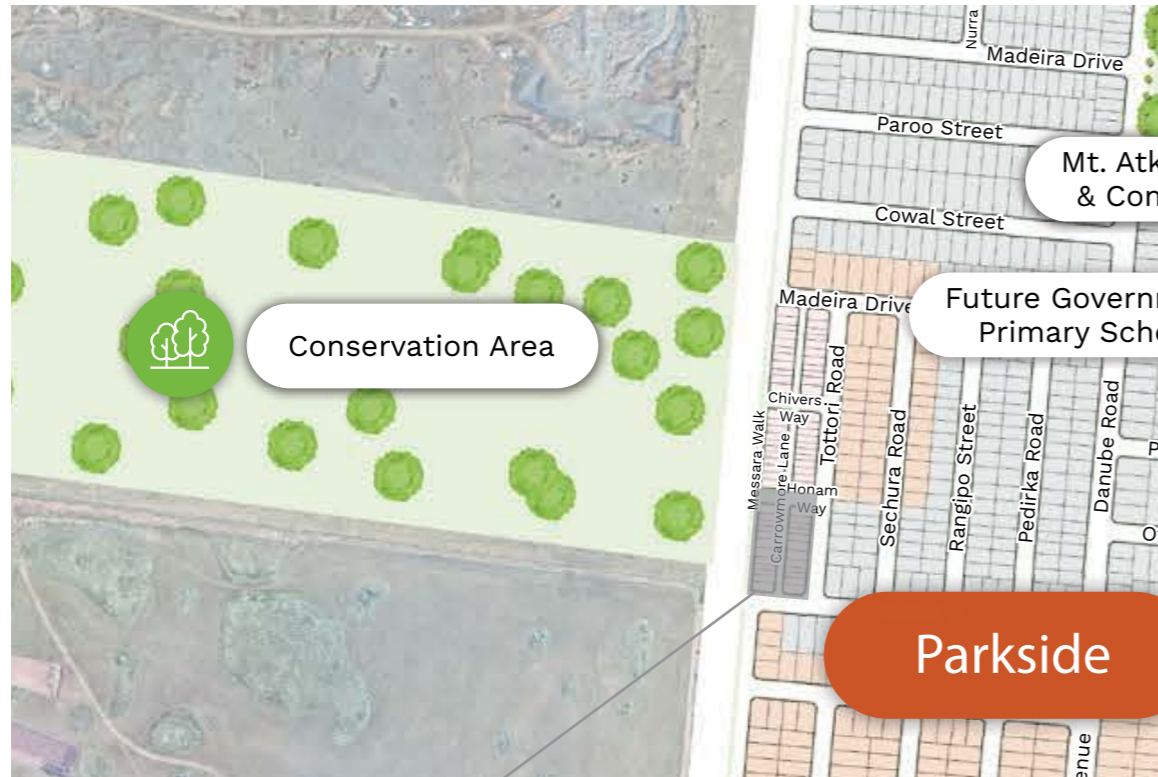 Nurra
Madeira Drive
Paroo Street
Mt. Atk
& Con
Cowal Street
Madeira Drive
Future Governm
Primary Scho
Conservation Area
Chivers
Way
Messara Walk
Carrowmore Lane
Tottori Road
Honam
Way
Sechura Road
Rangipo Street
Pedirka Road
Danube Road
P
O
Parkside
enue